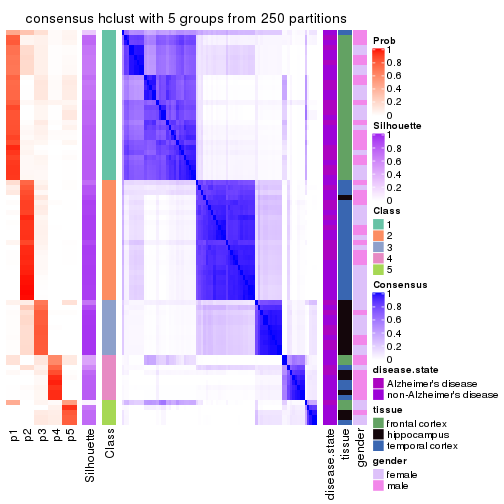 consensus hclust with 5 groups from 250 partitions
p1
p2
p3
p4
p5
Silhouette
Class
disease.state
tissue
gender
Prob
1
0.8
0.6
0.4
0.2
0
Silhouette
1
0.8
0.6
0.4
0.2
0
Class
1
2
3
4
5
Consensus
1
0.8
0.6
0.4
0.2
0
disease.state
Alzheimer's disease
non-Alzheimer's disease
tissue
frontal cortex
hippocampus
temporal cortex
gender
female
male